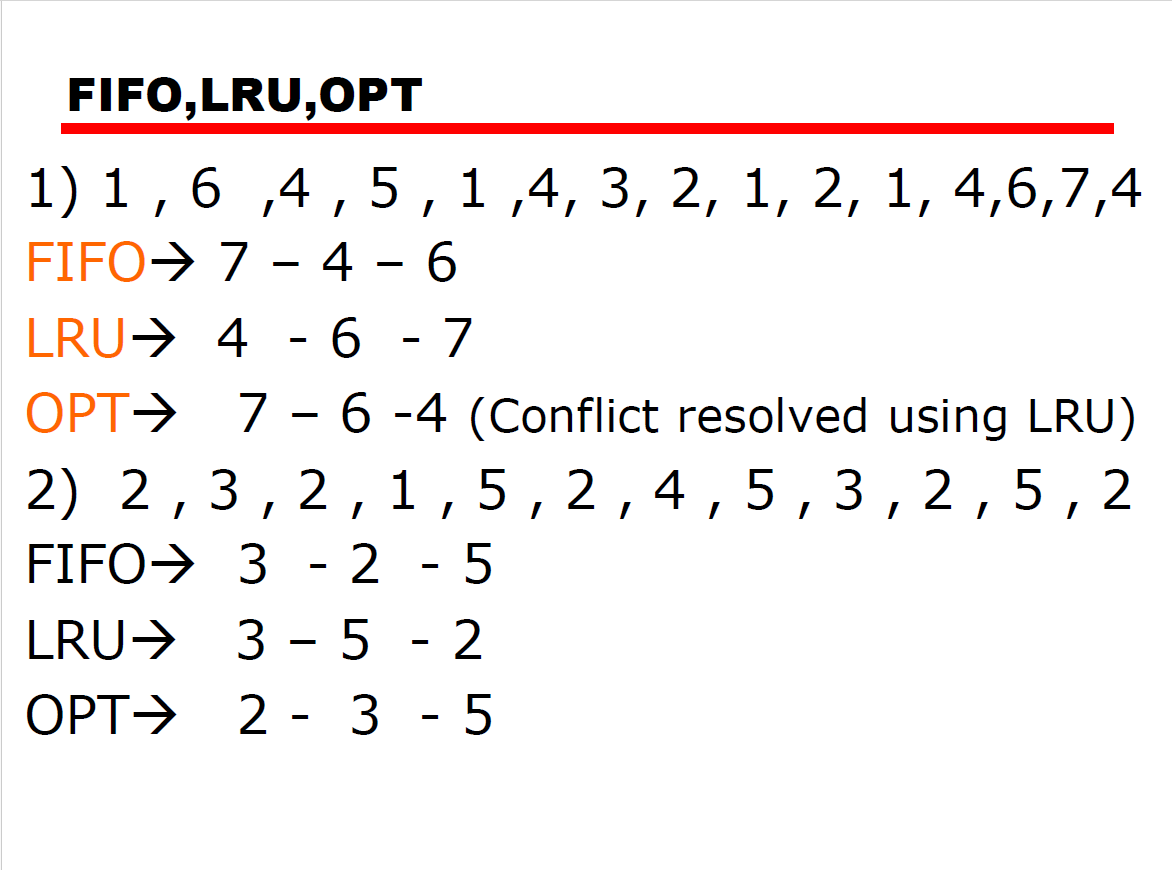 FIFO,LRU,OPT
1) 1 , 6 ,4 , 5 , 1 ,4, 3, 2, 1, 2, 1, 4,6,7,4
FIFO→ 7 – 4 – 6
LRU→ 4 - 6 - 7
OPT→ 7 – 6 -4 (Conflict resolved using LRU)
2) 2 , 3 , 2 , 1 , 5 , 2 , 4 , 5 , 3 , 2 , 5 , 2
FIFO→ 3 - 2 - 5
LRU→ 3 – 5 - 2
OPT→ 2 - 3 - 5